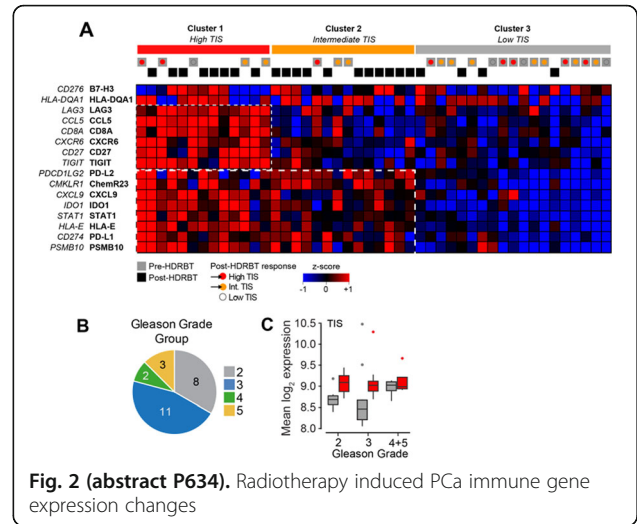 A
Cluster 1 Cluster 2 Cluster 3
High TIS Intermediate TIS Low TIS
CD276 B7-H3
HLA-DQA1 HLA-DQA1
LAG3 LAG3
CCL5 CCL5
CD8A CD8A
CXCR6 CXCR6
CD27 CD27
TIGIT TIGIT
PDCD1LG2 PD-L2
CMKLR1 ChemR23
CXCL9 CXCL9
IDO1 IDO1
STAT1 STAT1
HLA-E HLA-E
CD274 PD-L1
PSMB10 PSMB10
Pre-HDRBT Post-HDRBT response z-score
Post-HDRBT High TIS
Int. TIS -1 0 +1
Low TIS
B
Gleason Grade
Group
8 11 2 3
2
3
4
5
C
TIS
Mean log2 expression
10.5
10.0
9.5
9.0
8.5
8.0
2 3 4+5
Gleason Grade
Fig. 2 (abstract P634). Radiotherapy induced PCa immune gene
expression changes